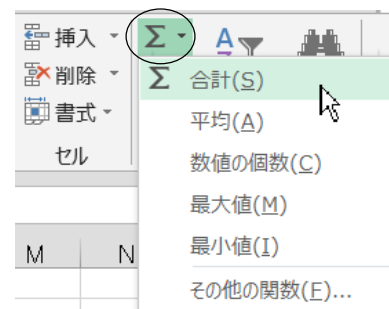 挿入
Σ
A
Z
削除
Σ 合計(S)
書式
平均(A)
セル
数値の個数(C)
最大値(M)
M N
最小値(I)
その他の関数(F)...